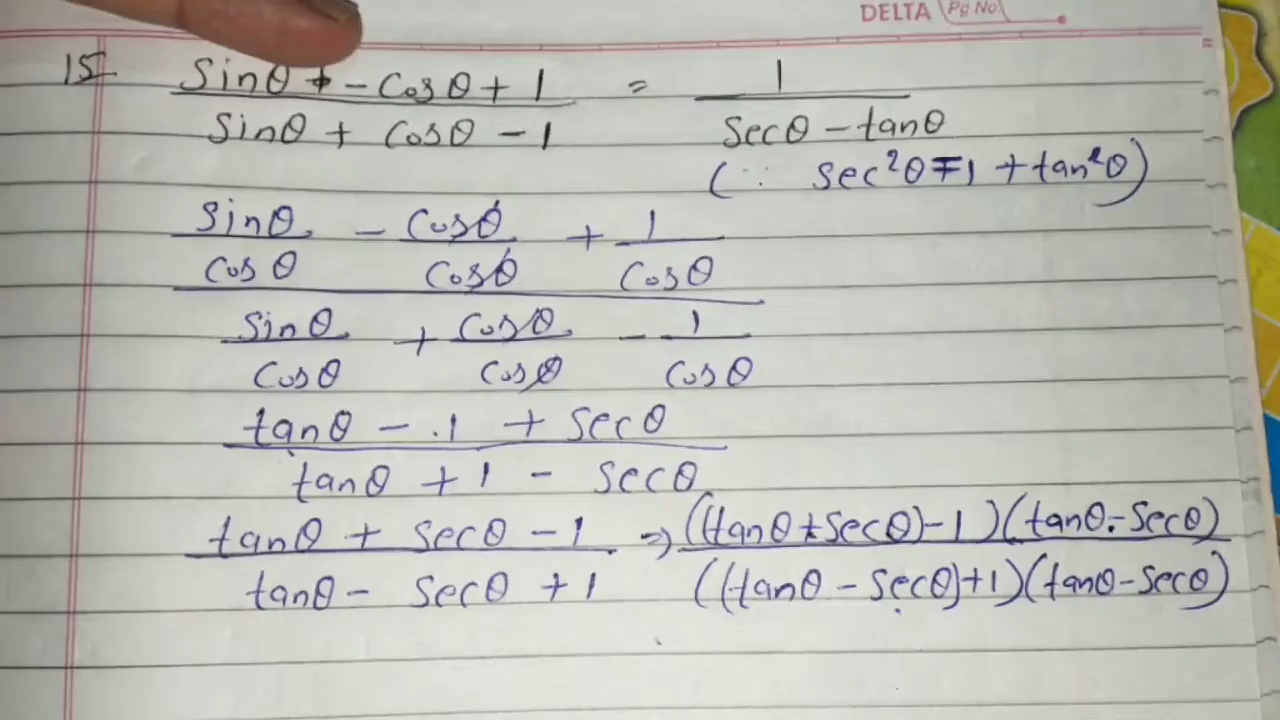 DELTA Pg No.
15 (sinθ - cosθ + 1)/(sinθ + cosθ - 1) = 1/(secθ - tanθ)
(∵ sec²θ = 1 + tan²θ)
(sinθ/cosθ - cosθ/cosθ + 1/cosθ)/(sinθ/cosθ + cosθ/cosθ - 1/cosθ)
(tanθ - 1 + secθ)/(tanθ + 1 - secθ)
(tanθ + secθ - 1)/(tanθ - secθ + 1) ⇒ ((tanθ + secθ) - 1)(tanθ - secθ)/((tanθ - secθ) + 1)(tanθ - secθ)